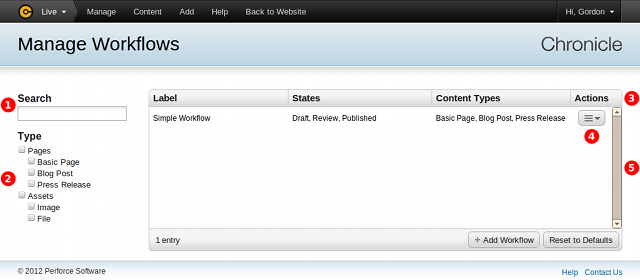 Live Manage Content Add Help Back to Website Hi, Gordon
Manage Workflows
Chronicle
Search
1
Type
2
Pages
Basic Page
Blog Post
Press Release
Assets
Image
File
Label States Content Types Actions 3
Simple Workflow Draft, Review, Published Basic Page, Blog Post, Press Release
4
5
1 entry + Add Workflow Reset to Defaults
© 2012 Perforce Software Help Contact Us